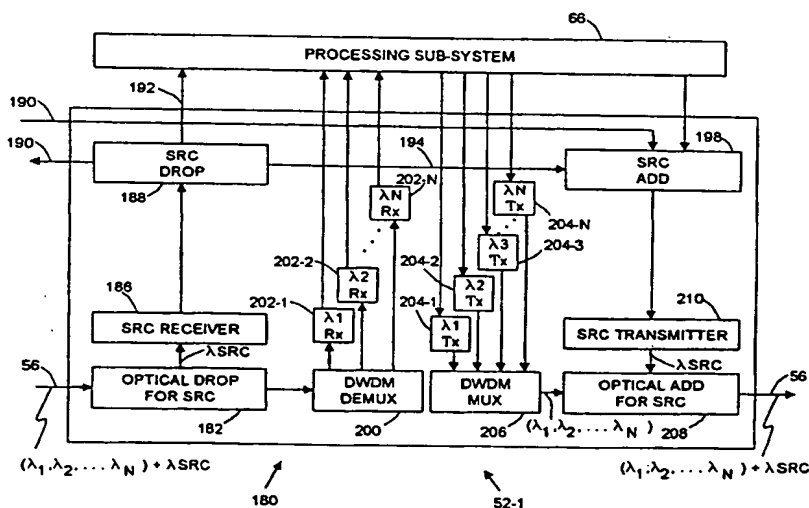 66
PROCESSING SUB-SYSTEM
192
190
190
194
198
SRC
DROP
188
SRC
ADD
λN
Rx
202-N
λN
Tx
204-N
λ3
Tx
204-3
202-2
λ2
Rx
204-2
λ2
Tx
186
202-1
λ1
Rx
204-1
λ1
Tx
210
SRC RECEIVER
SRC TRANSMITTER
λSRC
λSRC
56
OPTICAL DROP
FOR SRC
182
DWDM
DEMUX
200
DWDM
MUX
206
OPTICAL ADD
FOR SRC
208
56
(λ1,λ2,....λN)
(λ1,λ2,....λN) + λSRC
(λ1,λ2,....λN) + λSRC
180
52-1